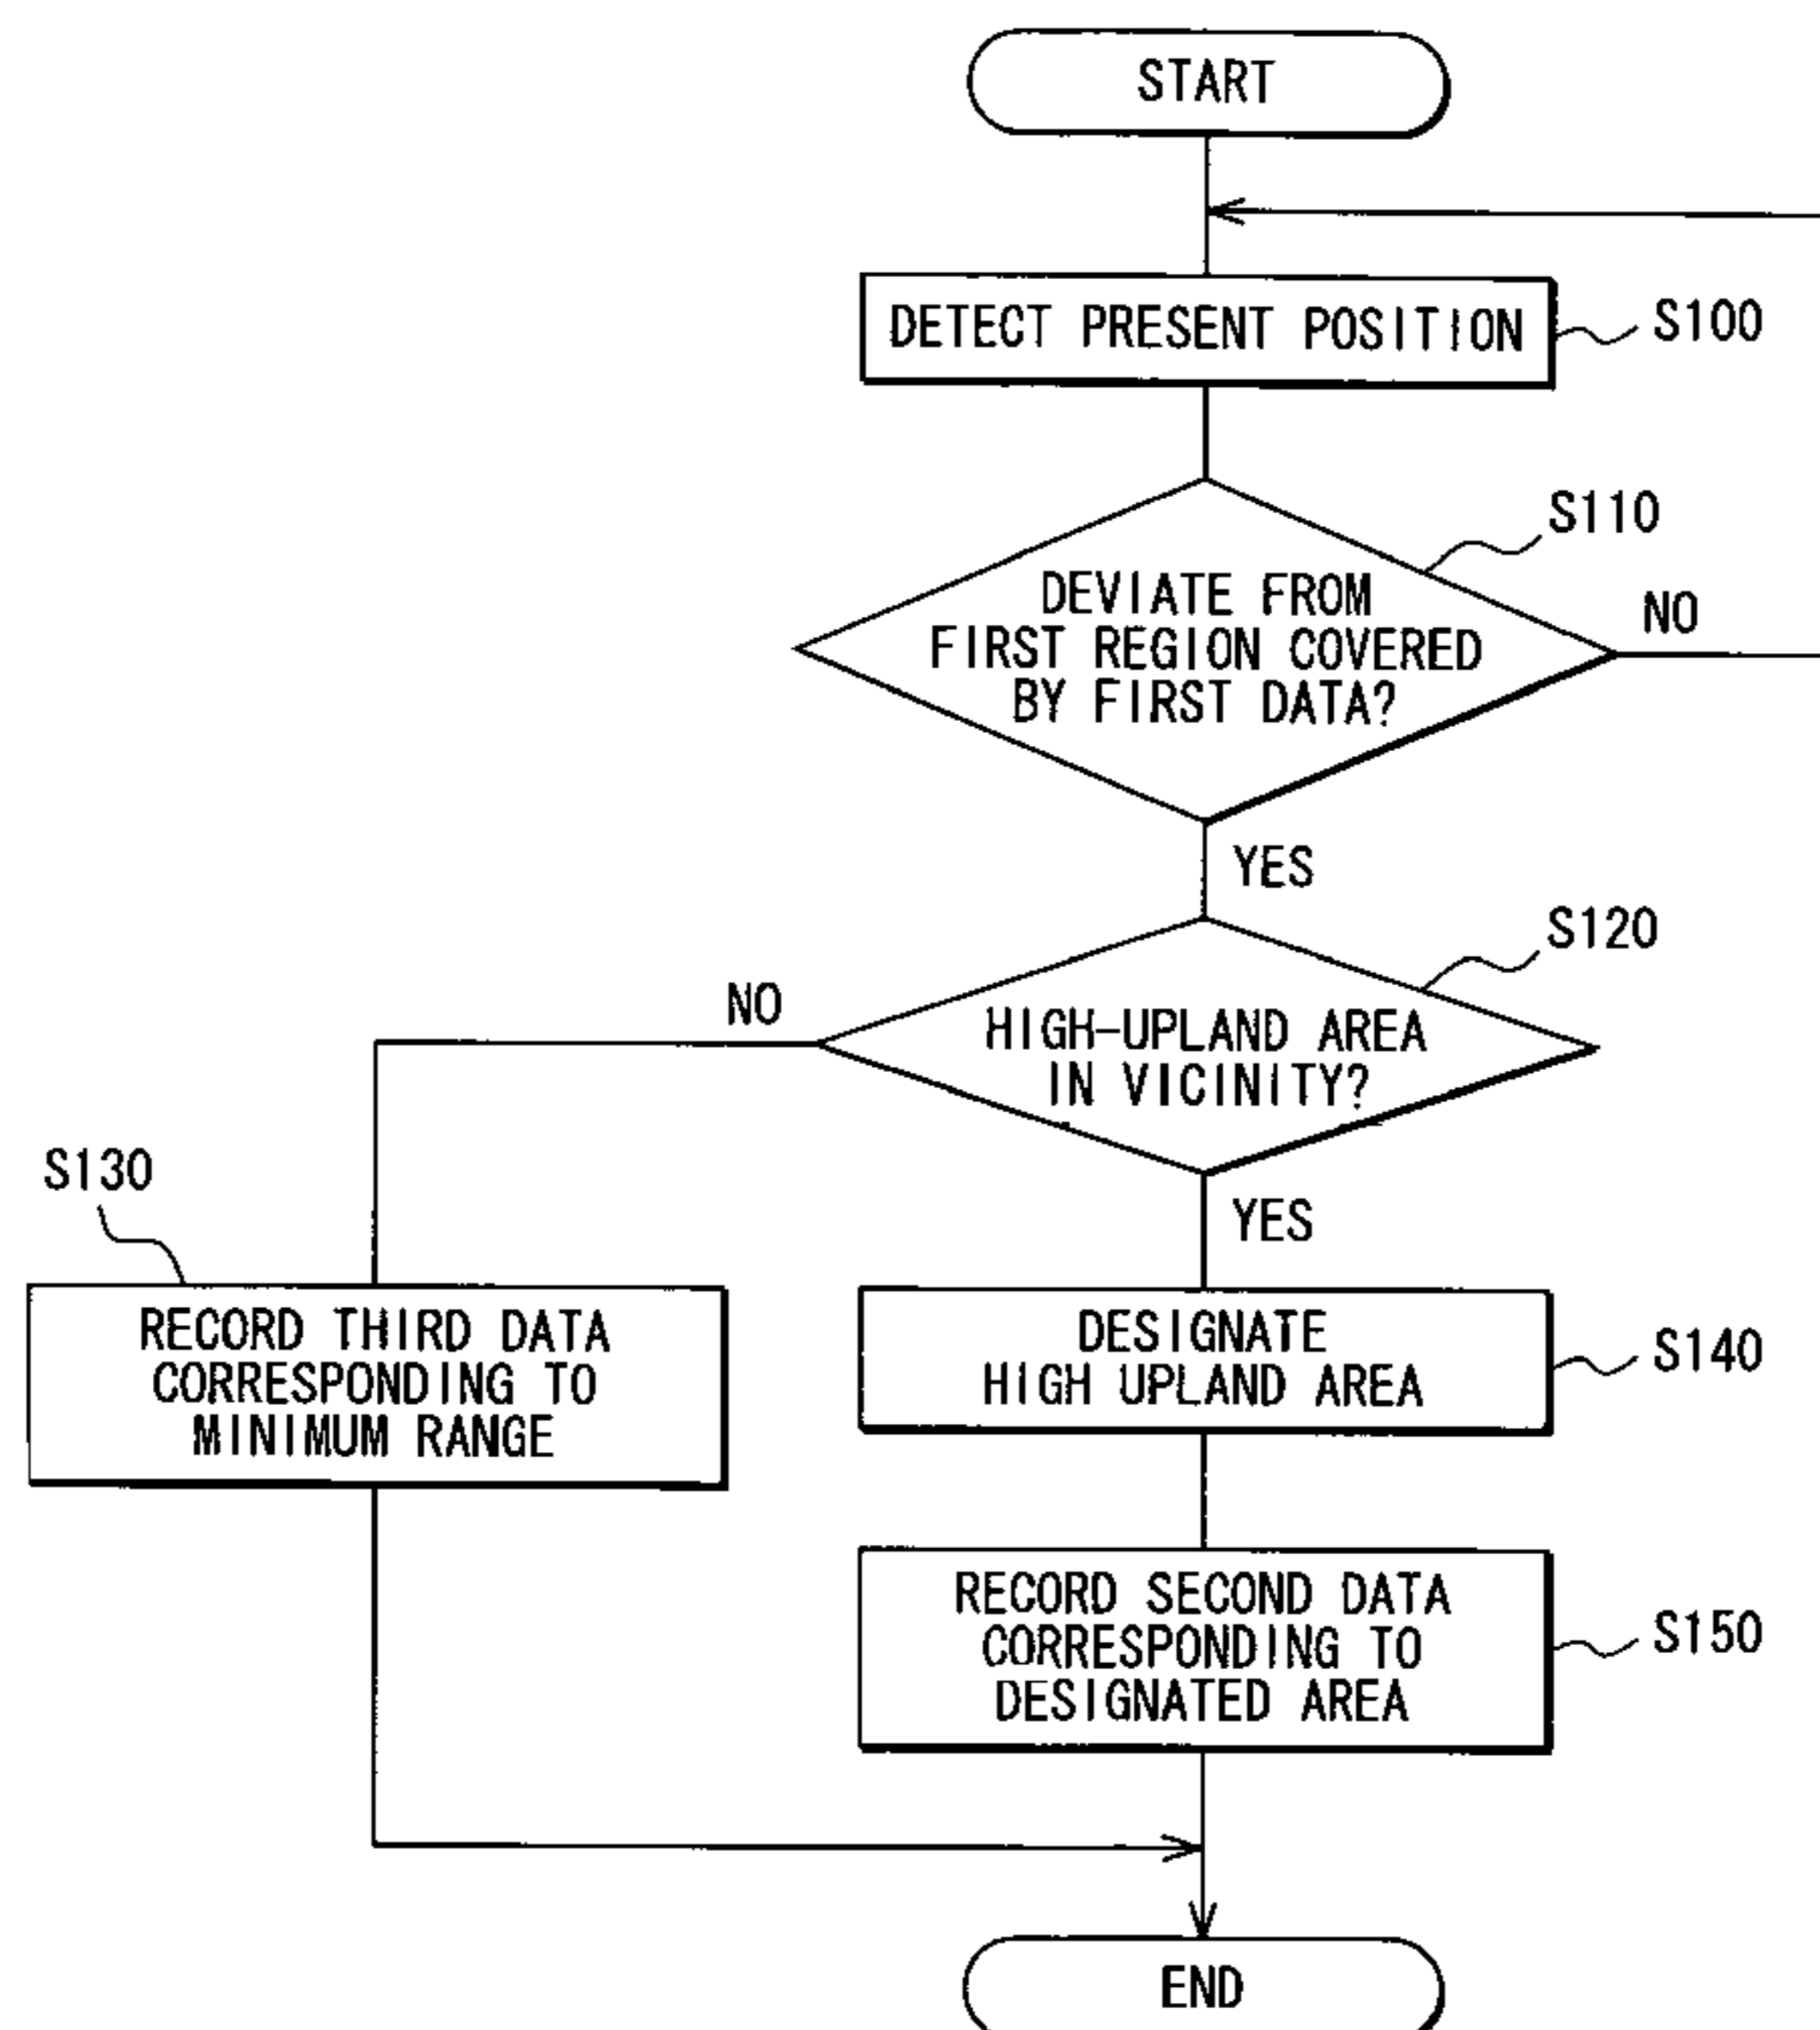 START
DETECT PRESENT POSITION
S100
S110
DEVIATE FROM
FIRST REGION COVERED
BY FIRST DATA?
NO
YES
S120
NO
HIGH-UPLAND AREA
IN VICINITY?
YES
S130
RECORD THIRD DATA
CORRESPONDING TO
MINIMUM RANGE
DESIGNATE
HIGH UPLAND AREA
S140
RECORD SECOND DATA
CORRESPONDING TO
DESIGNATED AREA
S150
END